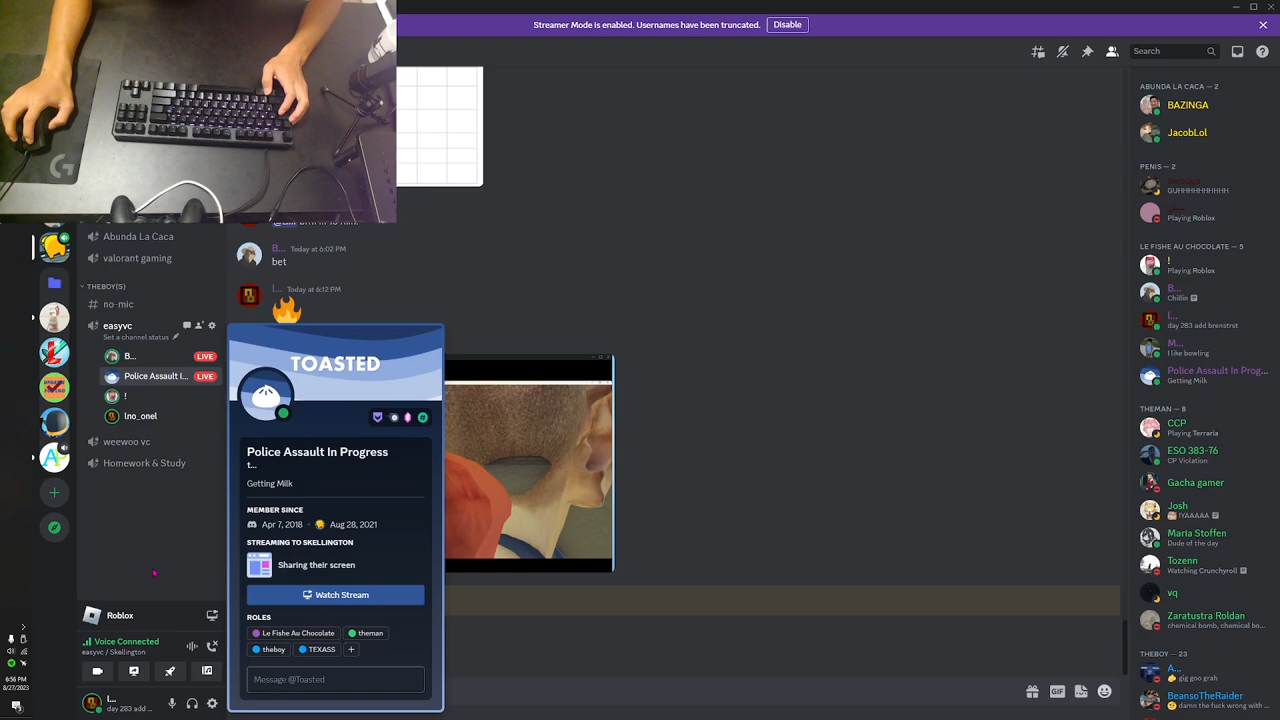 Streamer Mode is enabled. Usernames have been truncated.
Disable
Search
Abunda La Caca
valorant gaming
THEBOY(S)
no-mic
easyvc
Set a channel status
B...
LIVE
Police Assault I...
LIVE
!
lno_onel
weewoo vc
Homework & Study
Roblox
Voice Connected
easyvc / Skellington
I...
day 283 add ...
6:56 PM
8/27/2023
B...
Today at 6:02 PM
bet
I...
Today at 6:12 PM
TOASTED
Police Assault In Progress
t...
Getting Milk
MEMBER SINCE
Apr 7, 2018
Aug 28, 2021
STREAMING TO SKELLINGTON
Sharing their screen
Watch Stream
ROLES
Le Fishe Au Chocolate
theman
theboy
TEXASS
+
Message @Toasted
GIF
ABUNDA LA CACA — 2
BAZINGA
JacobLol
PENIS — 2
GUHHHHHHHHHH
Playing Roblox
LE FISHE AU CHOCOLATE — 5
!
Playing Roblox
B...
Chillin
I...
day 283 add brenstrst
M...
I like bowling
Police Assault In Prog...
Getting Milk
THEMAN — 8
CCP
Playing Terraria
ESO 383-76
CP Violation
Gacha gamer
Josh
IYAAAAA
Maria Stoffen
Dude of the day
Tozenn
Watching Crunchyroll
vq
Zaratustra Roldan
chemical bomb, chemical bo...
THEBOY — 23
A...
gig goo grah
BeansoTheRaider
damn the fuck wrong with ...